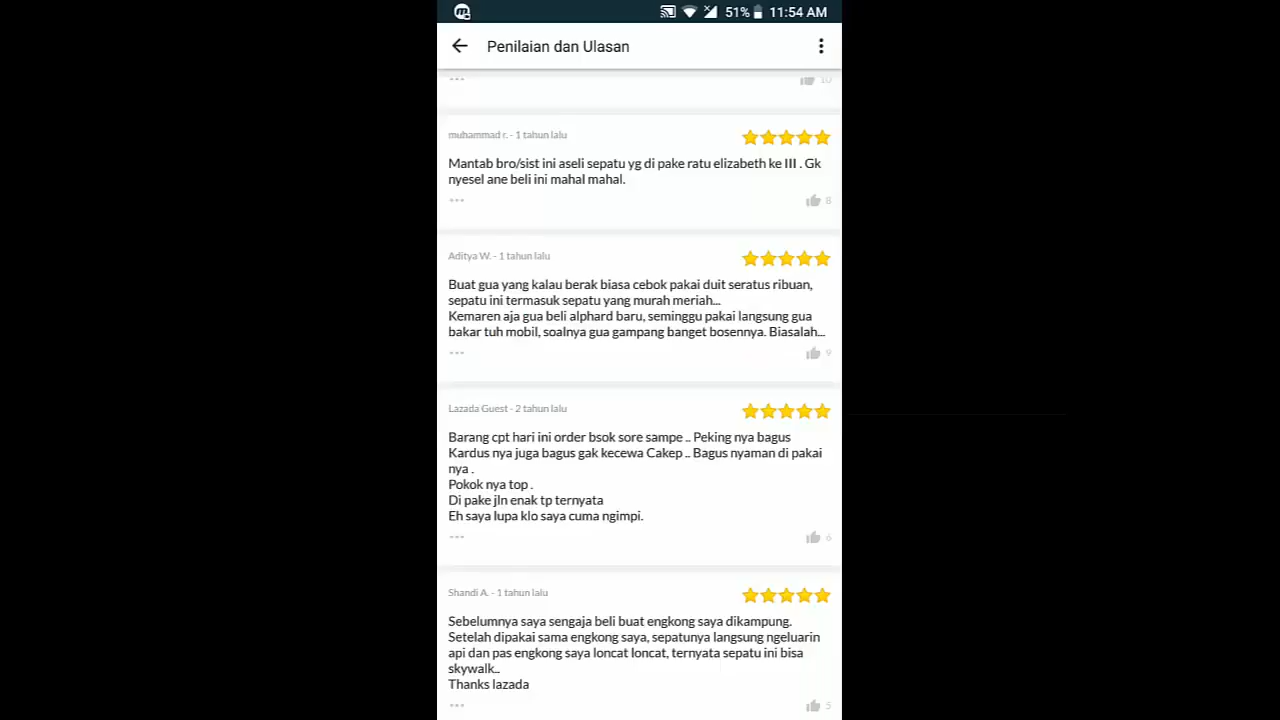 51% 11:54 AM
Penilaian dan Ulasan
10
muhammad r. - 1 tahun lalu
Mantab bro/sist ini aseli sepatu yg di pake ratu elizabeth ke III . Gk
nyesel ane beli ini mahal mahal.
8
Aditya W. - 1 tahun lalu
Buat gua yang kalau berak biasa cebok pakai duit seratus ribuan,
sepatu ini termasuk sepatu yang murah meriah...
Kemaren aja gua beli alphard baru, seminggu pakai langsung gua
bakar tuh mobil, soalnya gua gampang banget bosennya. Biasalah...
9
Lazada Guest - 2 tahun lalu
Barang cpt hari ini order bsok sore sampe .. Peking nya bagus
Kardus nya juga bagus gak kecewa Cakep .. Bagus nyaman di pakai
nya .
Pokok nya top .
Di pake jln enak tp ternyata
Eh saya lupa klo saya cuma ngimpi.
6
Shandi A. - 1 tahun lalu
Sebelumnya saya sengaja beli buat engkong saya dikampung.
Setelah dipakai sama engkong saya, sepatunya langsung ngeluarin
api dan pas engkong saya loncat loncat, ternyata sepatu ini bisa
skywalk..
Thanks lazada
5